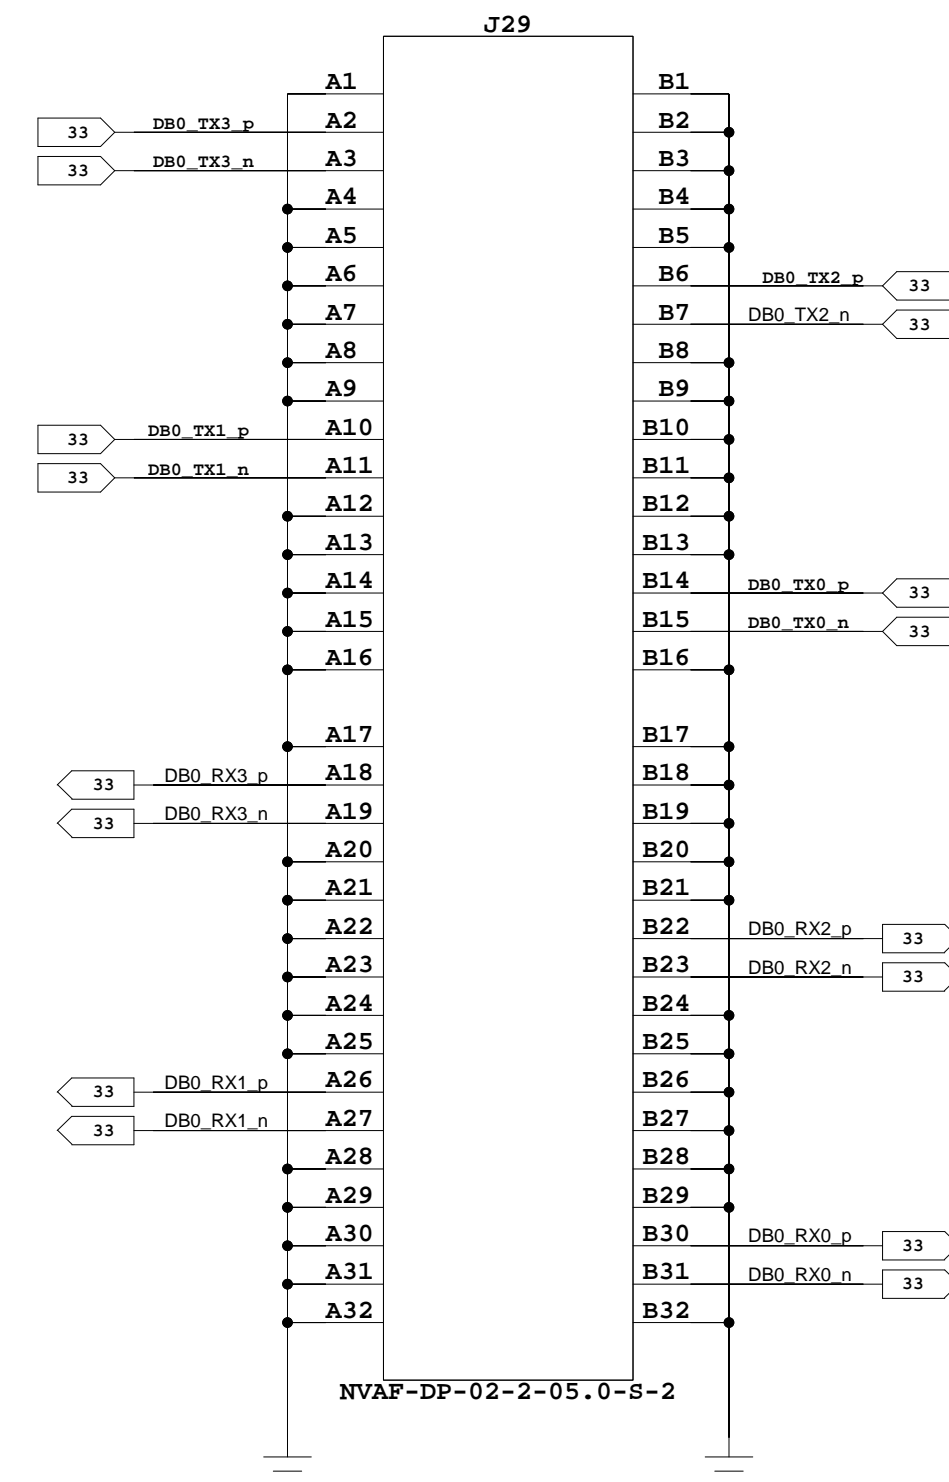 J29
A1 B1
33 DB0_TX3_p A2 B2
33 DB0_TX3_n A3 B3
A4 B4
A5 B5
A6 B6 DB0_TX2_p 33
A7 B7 DB0_TX2_n 33
A8 B8
A9 B9
33 DB0_TX1_p A10 B10
33 DB0_TX1_n A11 B11
A12 B12
A13 B13
A14 B14 DB0_TX0_p 33
A15 B15 DB0_TX0_n 33
A16 B16
A17 B17
33 DB0_RX3_p A18 B18
33 DB0_RX3_n A19 B19
A20 B20
A21 B21
A22 B22 DB0_RX2_p 33
A23 B23 DB0_RX2_n 33
A24 B24
A25 B25
33 DB0_RX1_p A26 B26
33 DB0_RX1_n A27 B27
A28 B28
A29 B29
A30 B30 DB0_RX0_p 33
A31 B31 DB0_RX0_n 33
A32 B32
NVAF-DP-02-2-05.0-S-2